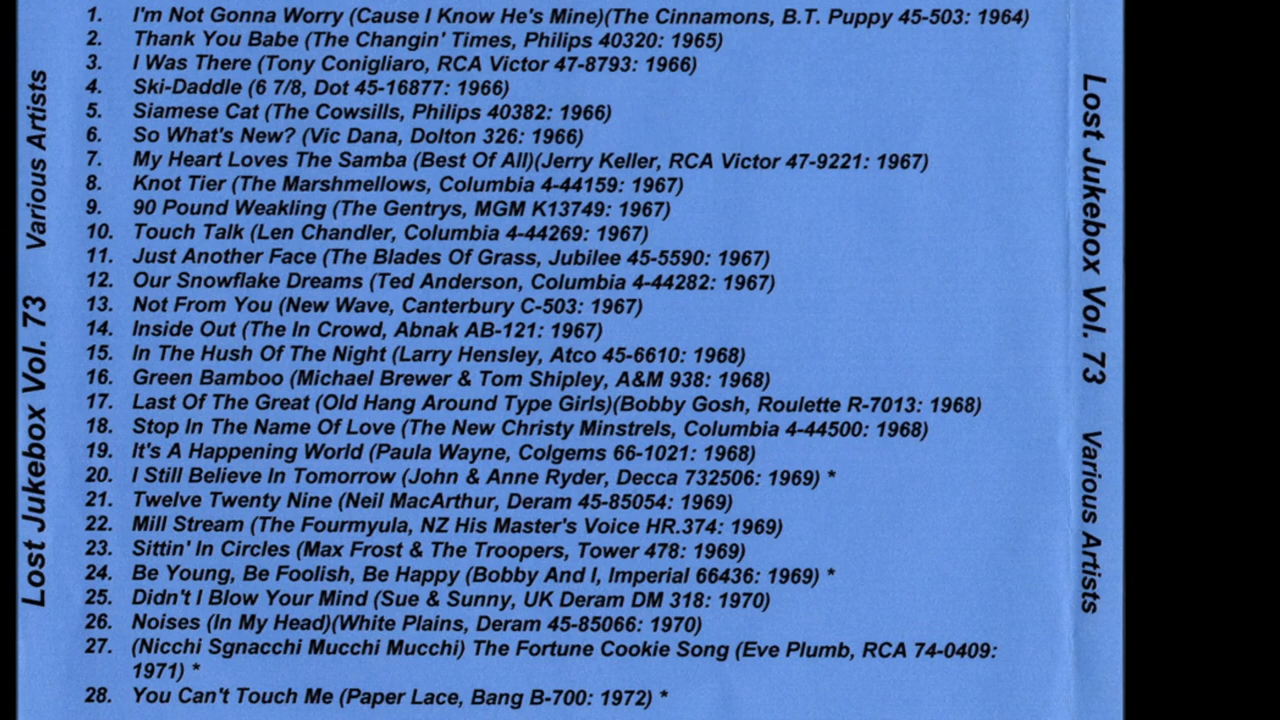 1. I'm Not Gonna Worry (Cause I Know He's Mine)(The Cinnamons, B.T. Puppy 45-503: 1964)
2. Thank You Babe (The Changin' Times, Philips 40320: 1965)
3. I Was There (Tony Conigliaro, RCA Victor 47-8793: 1966)
4. Ski-Daddle (6 7/8, Dot 45-16877: 1966)
5. Siamese Cat (The Cowsills, Philips 40382: 1966)
6. So What's New? (Vic Dana, Dolton 326: 1966)
7. My Heart Loves The Samba (Best Of All)(Jerry Keller, RCA Victor 47-9221: 1967)
8. Knot Tier (The Marshmellows, Columbia 4-44159: 1967)
9. 90 Pound Weakling (The Gentrys, MGM K13749: 1967)
10. Touch Talk (Len Chandler, Columbia 4-44269: 1967)
11. Just Another Face (The Blades Of Grass, Jubilee 45-5590: 1967)
12. Our Snowflake Dreams (Ted Anderson, Columbia 4-44282: 1967)
13. Not From You (New Wave, Canterbury C-503: 1967)
14. Inside Out (The In Crowd, Abnak AB-121: 1967)
15. In The Hush Of The Night (Larry Hensley, Atco 45-6610: 1968)
16. Green Bamboo (Michael Brewer & Tom Shipley, A&M 938: 1968)
17. Last Of The Great (Old Hang Around Type Girls)(Bobby Gosh, Roulette R-7013: 1968)
18. Stop In The Name Of Love (The New Christy Minstrels, Columbia 4-44500: 1968)
19. It's A Happening World (Paula Wayne, Colgems 66-1021: 1968)
20. I Still Believe In Tomorrow (John & Anne Ryder, Decca 732506: 1969) *
21. Twelve Twenty Nine (Neil MacArthur, Deram 45-85054: 1969)
22. Mill Stream (The Fourmyula, NZ His Master's Voice HR.374: 1969)
23. Sittin' In Circles (Max Frost & The Troopers, Tower 478: 1969)
24. Be Young, Be Foolish, Be Happy (Bobby And I, Imperial 66436: 1969) *
25. Didn't I Blow Your Mind (Sue & Sunny, UK Deram DM 318: 1970)
26. Noises (In My Head)(White Plains, Deram 45-85066: 1970)
27. (Nicchi Sgnacchi Mucchi Mucchi) The Fortune Cookie Song (Eve Plumb, RCA 74-0409:
1971) *
28. You Can't Touch Me (Paper Lace, Bang B-700: 1972) *
Lost Jukebox Vol. 73 Various Artists
Lost Jukebox Vol. 73 Various Artists